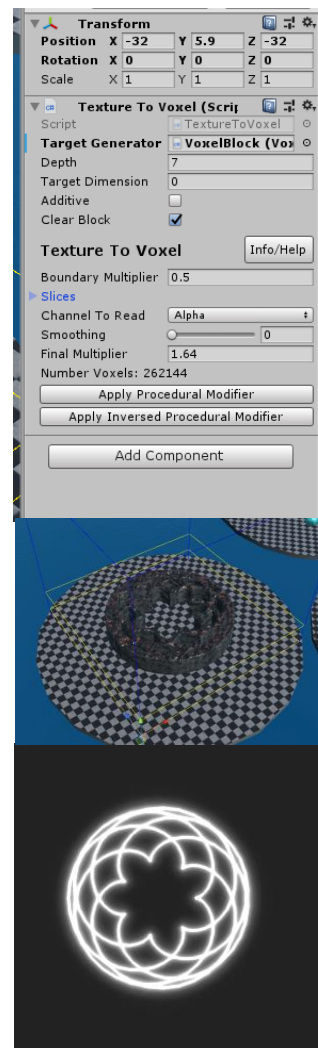 Transform
Position X -32 Y 5.9 Z -32
Rotation X 0 Y 0 Z 0
Scale X 1 Y 1 Z 1
Texture To Voxel (Scrip
Script TextureToVoxel
Target Generator VoxelBlock (Vox
Depth 7
Target Dimension 0
Additive
Clear Block
Texture To Voxel Info/Help
Boundary Multiplier 0.5
Slices
Channel To Read Alpha
Smoothing 0
Final Multiplier 1.64
Number Voxels: 262144
Apply Procedural Modifier
Apply Inversed Procedural Modifier
Add Component